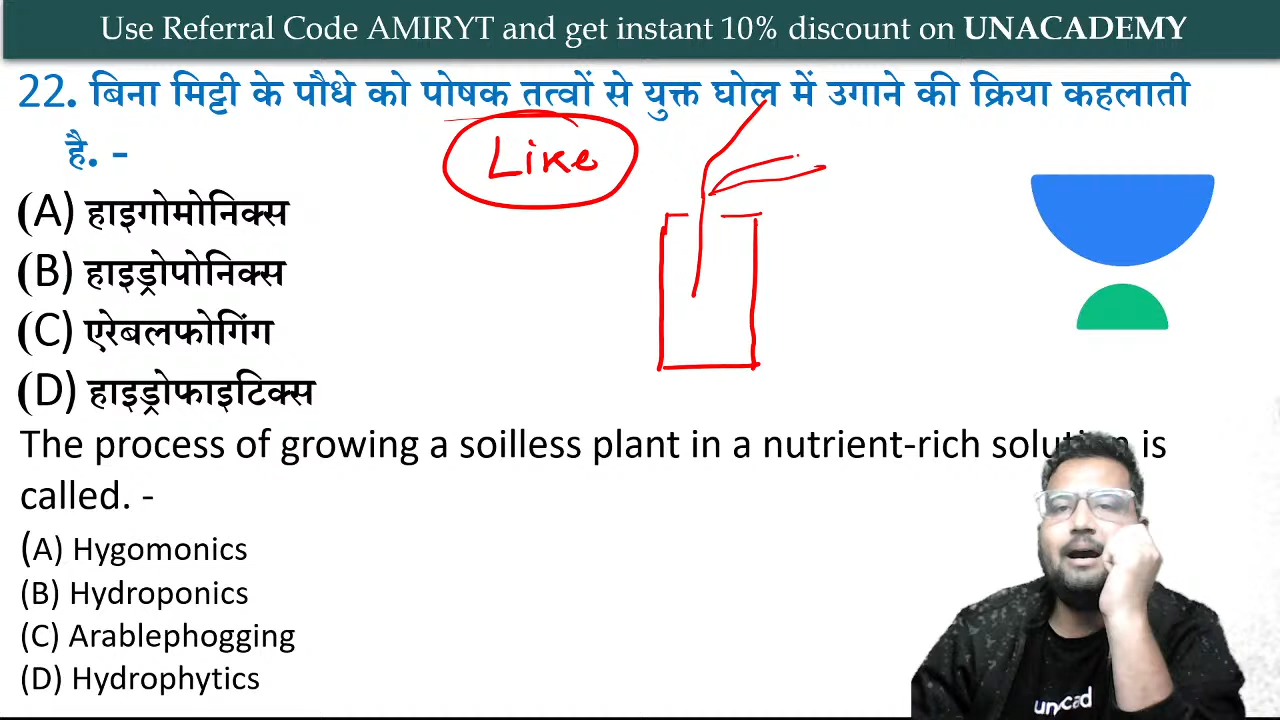 Use Referral Code AMIRYT and get instant 10% discount on UNACADEMY
22. बिना मिट्टी के पौधे को पोषक तत्वों से युक्त घोल में उगाने की क्रिया कहलाती
है. -
Like
(A) हाइगोमोनिक्स
(B) हाइड्रोपोनिक्स
(C) एरेबलफोगिंग
(D) हाइड्रोफाइटिक्स
The process of growing a soilless plant in a nutrient-rich solution is
called. -
(A) Hygomonics
(B) Hydroponics
(C) Arablephogging
(D) Hydrophytics
unacad